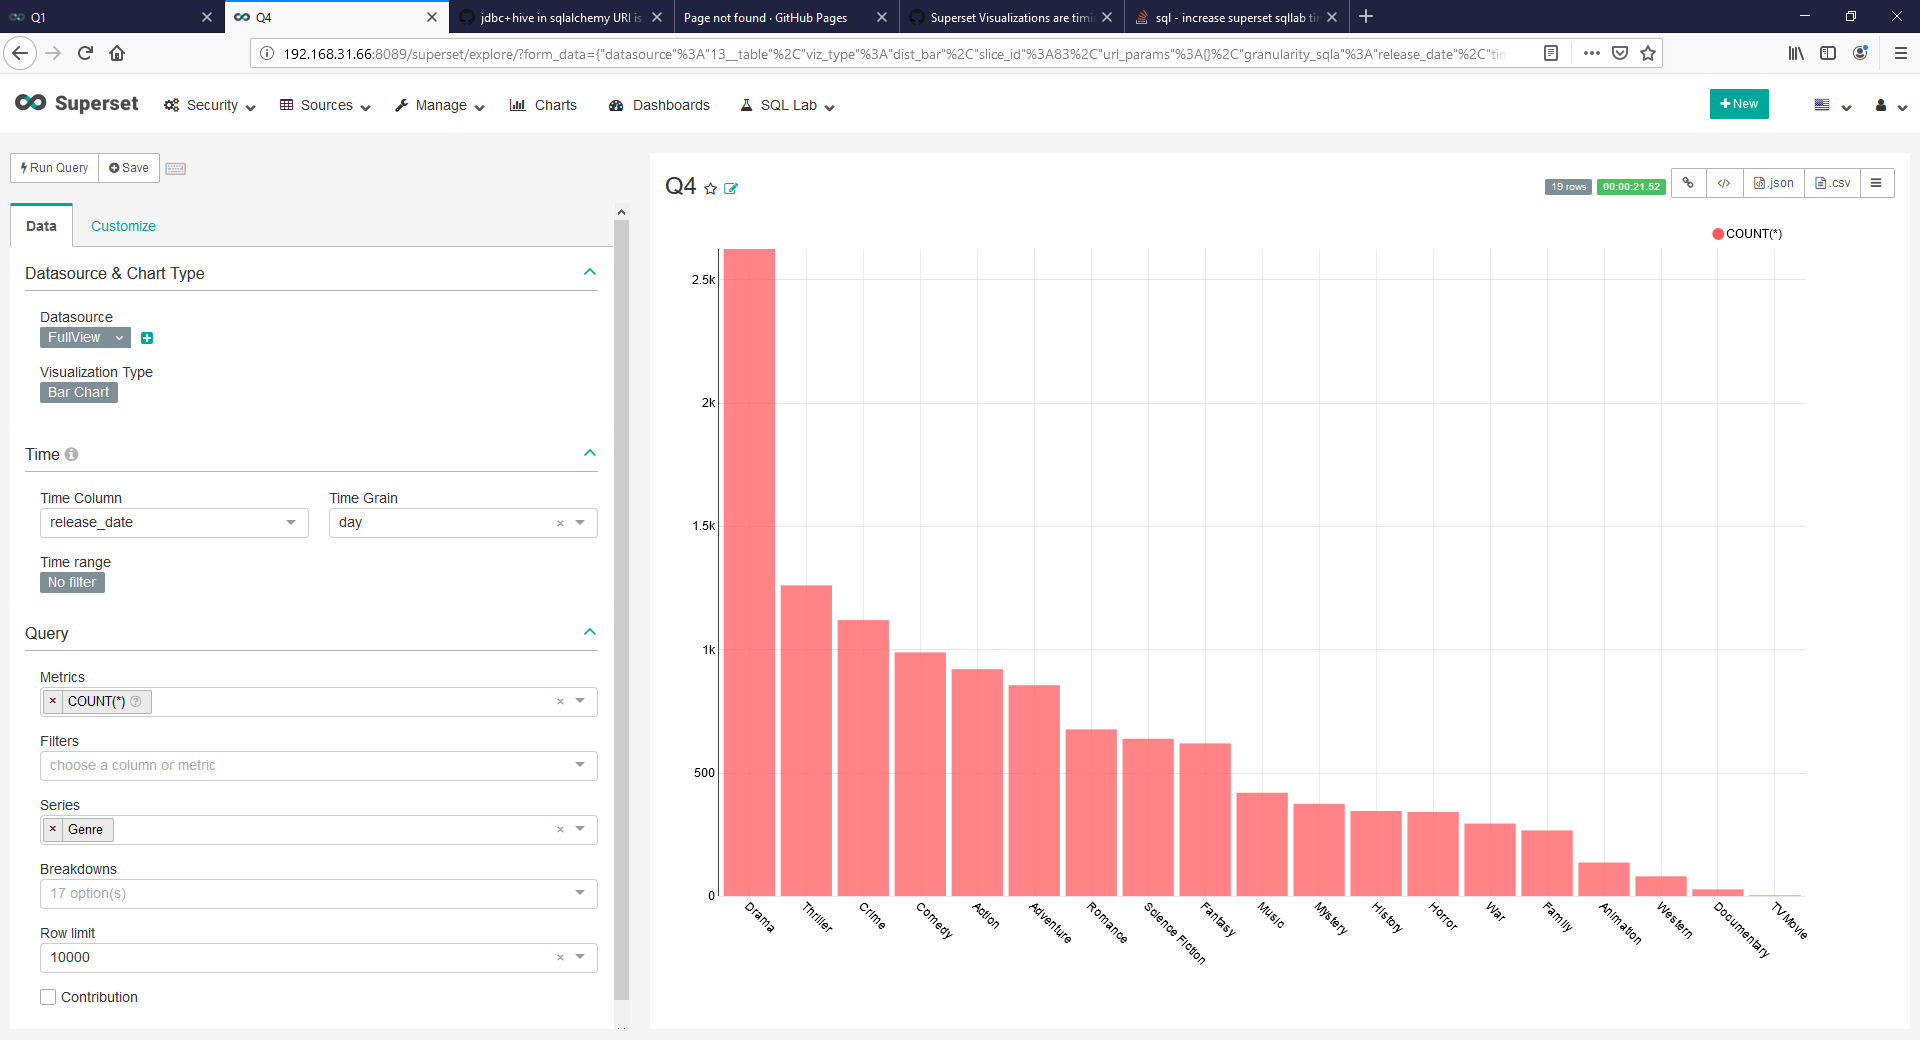 Q1
Q4
jdbc+hive in sqlalchemy URI is
Page not found · GitHub Pages
Superset Visualizations are timi
sql - increase superset sqllab ti
192.168.31.66:8089/superset/explore/?form_data={"datasource"%3A"13__table"%2C"viz_type"%3A"dist_bar"%2C"slice_id"%3A83%2C"url_params"%3A{}%2C"granularity_sqla"%3A"release_date"%2C"tim
Superset
Security
Sources
Manage
Charts
Dashboards
SQL Lab
+ New
Run Query
Save
Data
Customize
Datasource & Chart Type
Datasource
FullView
Visualization Type
Bar Chart
Time
Time Column
Time Grain
release_date
day
Time range
No filter
Query
Metrics
× COUNT(*)
Filters
choose a column or metric
Series
× Genre
Breakdowns
17 option(s)
Row limit
10000
Contribution
Q4
19 rows
00:00:21.52
</>
.json
.csv
COUNT(*)
2.5k
2k
1.5k
1k
500
0
Drama
Thriller
Crime
Comedy
Action
Adventure
Romance
Science Fiction
Fantasy
Music
Mystery
History
Horror
War
Family
Animation
Western
Documentary
TV Movie